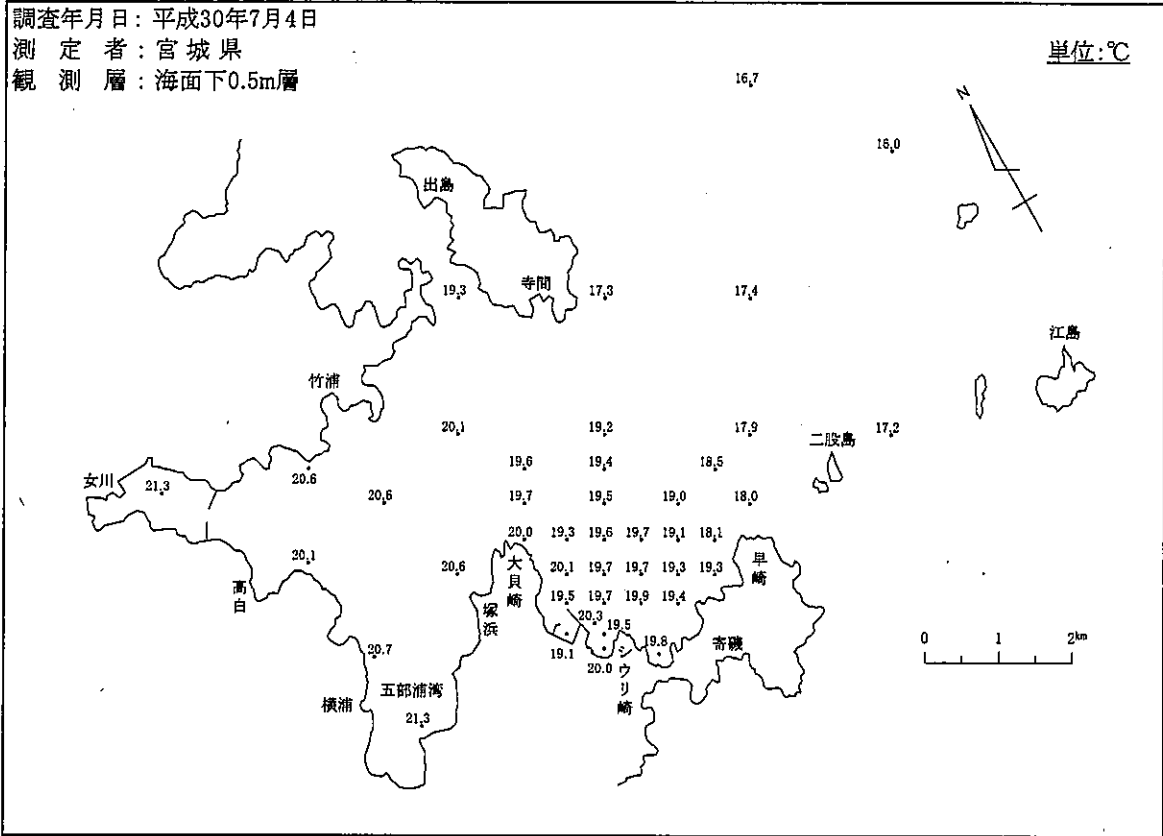 調査年月日：平成30年7月4日
測定者：宮城県
観測層：海面下0.5m層
単位：℃
16.7
N
出島
寺間
19.3
17.3
17.4
江島
竹浦
20.1
19.2
17.9
17.2
二股島
女川
21.3
20.6
19.6
19.4
18.5
20.6
19.7
19.5
19.0
18.0
20.0
19.3
19.6
19.7
19.1
18.1
高白
20.1
20.6
大貝崎
20.1
19.7
19.7
19.3
19.3
早崎
塚浜
19.5
19.7
19.9
19.4
20.3
19.5
19.1
20.0
シウリ崎
19.8
寄磯
0 1 2km
20.7
横浦
五部浦湾
21.3